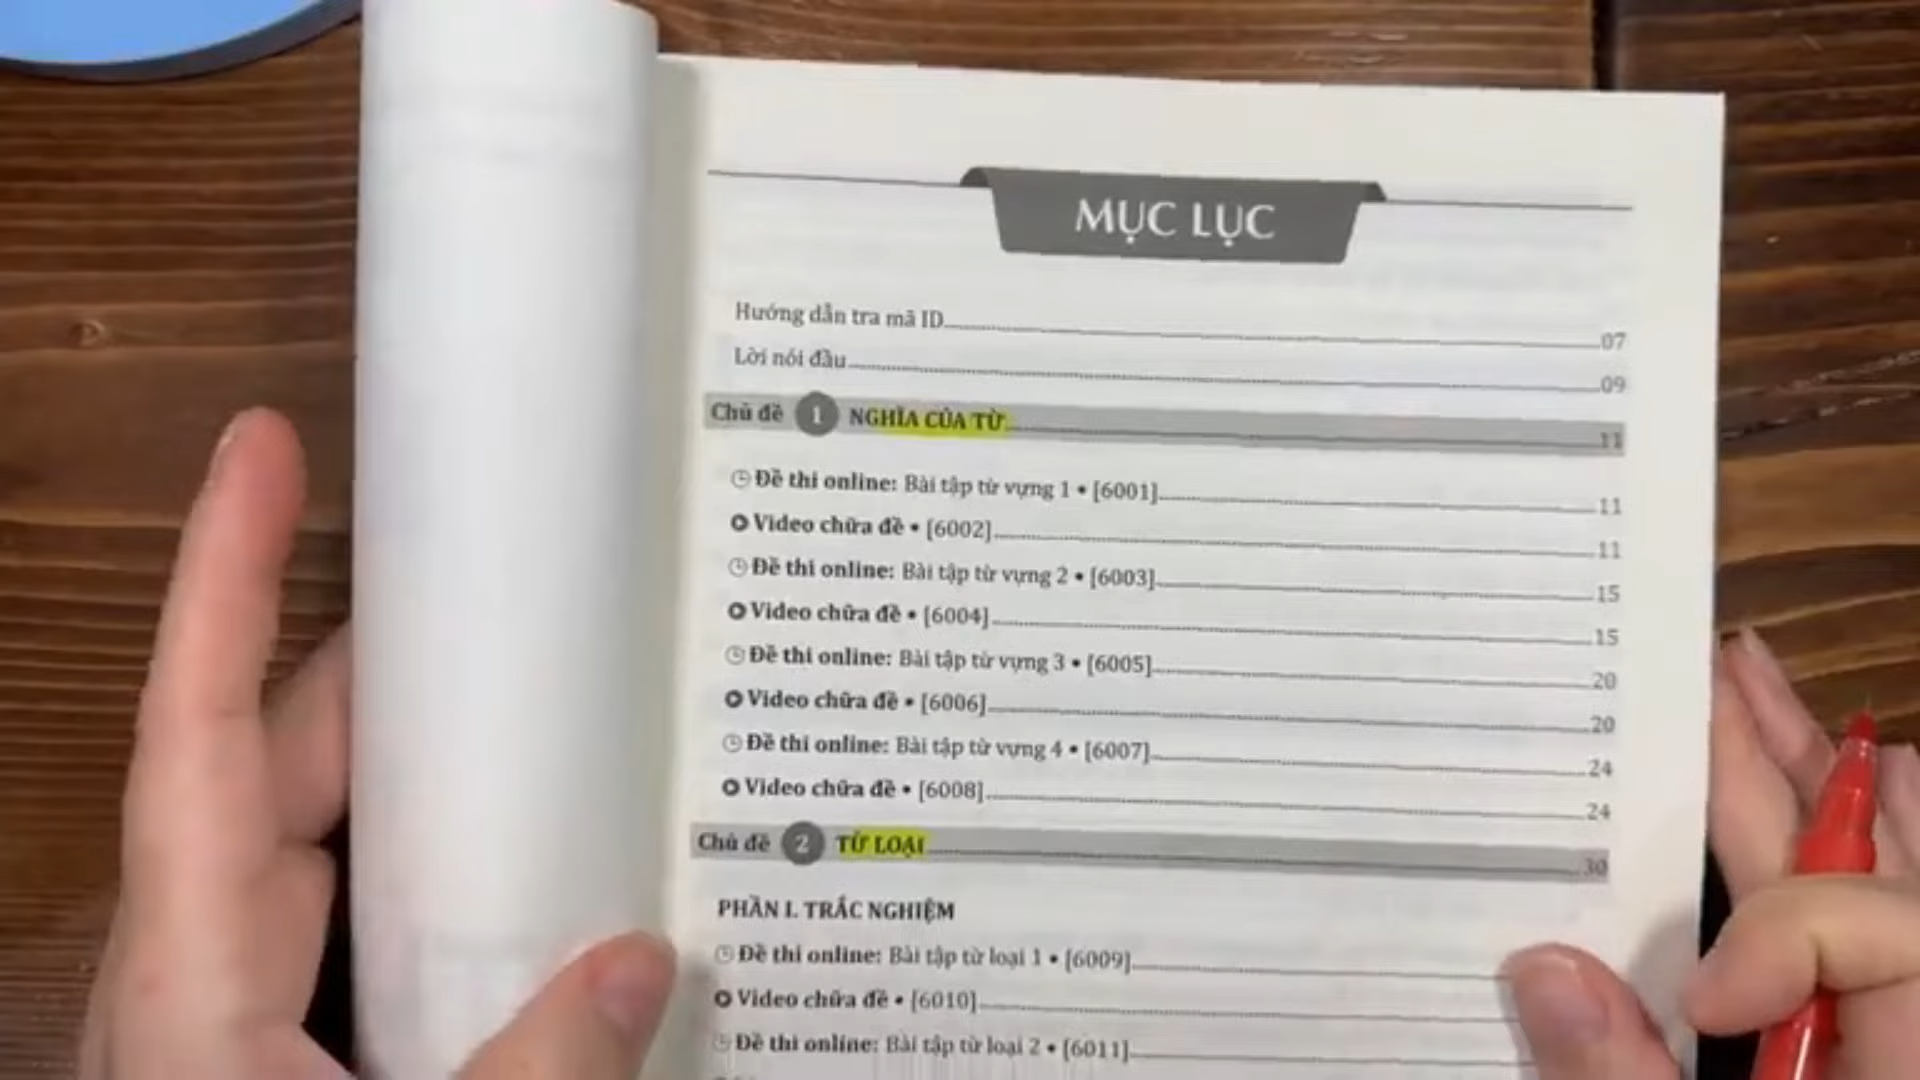 MỤC LỤC
Hướng dẫn tra mã ID 07
Lời nói đầu 09
Chủ đề 1 NGHĨA CỦA TỪ 11
Đề thi online: Bài tập từ vựng 1 • [6001] 11
Video chữa đề • [6002] 11
Đề thi online: Bài tập từ vựng 2 • [6003] 15
Video chữa đề • [6004] 15
Đề thi online: Bài tập từ vựng 3 • [6005] 20
Video chữa đề • [6006] 20
Đề thi online: Bài tập từ vựng 4 • [6007] 24
Video chữa đề • [6008] 24
Chủ đề 2 TỪ LOẠI 30
PHẦN I. TRẮC NGHIỆM
Đề thi online: Bài tập từ loại 1 • [6009]
Video chữa đề • [6010]
Đề thi online: Bài tập từ loại 2 • [6011]